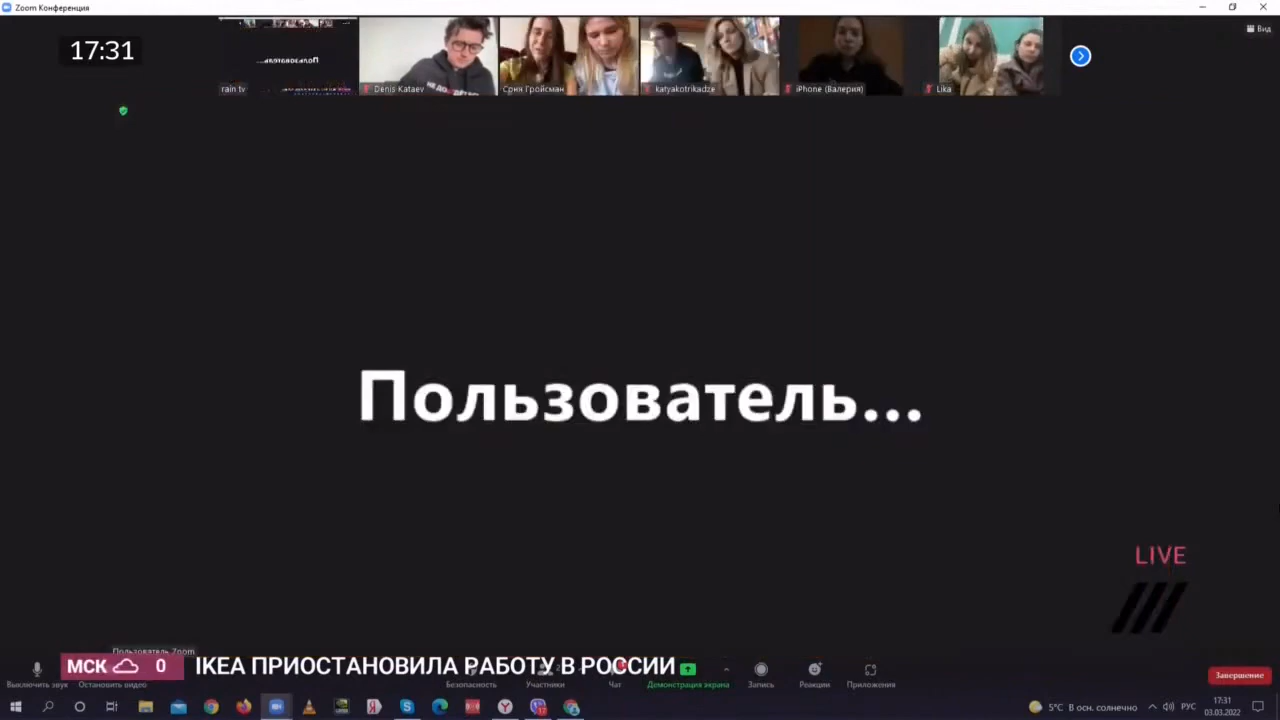 Zoom Конференция
17:31
Вид
Пользователь...
rain tv
Denis Kataev
Гройсман
katyakotrikadze
iPhone (Валерия)
Lika
Пользователь...
LIVE
Пользователь Zoom
МСК 0 IKEA ПРИОСТАНОВИЛА РАБОТУ В РОССИИ
Выключить звук
Остановить видео
Безопасность
Участники
Чат
Демонстрация экрана
Запись
Реакции
Приложения
Завершение
5°C В осн. солнечно
РУС
17:31
03.03.2022